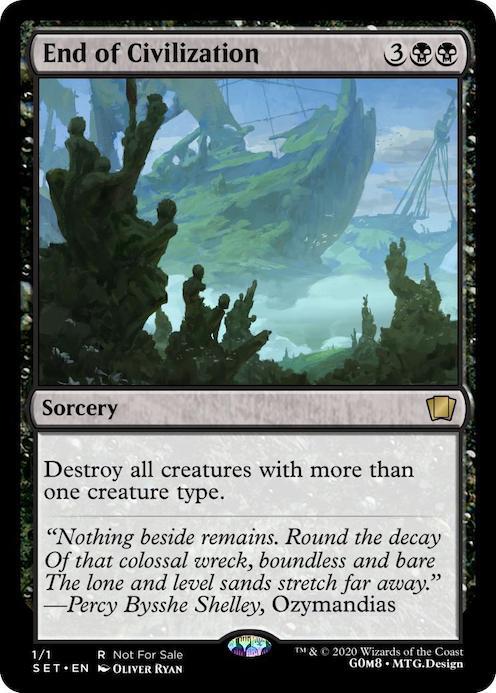 End of Civilization 3
Sorcery
Destroy all creatures with more than
one creature type.
“Nothing beside remains. Round the decay
Of that colossal wreck, boundless and bare
The lone and level sands stretch far away.”
—Percy Bysshe Shelley, Ozymandias
1/1 R Not For Sale
SET • EN Oliver Ryan
™ & © 2020 Wizards of the Coast
G0m8 • MTG.Design